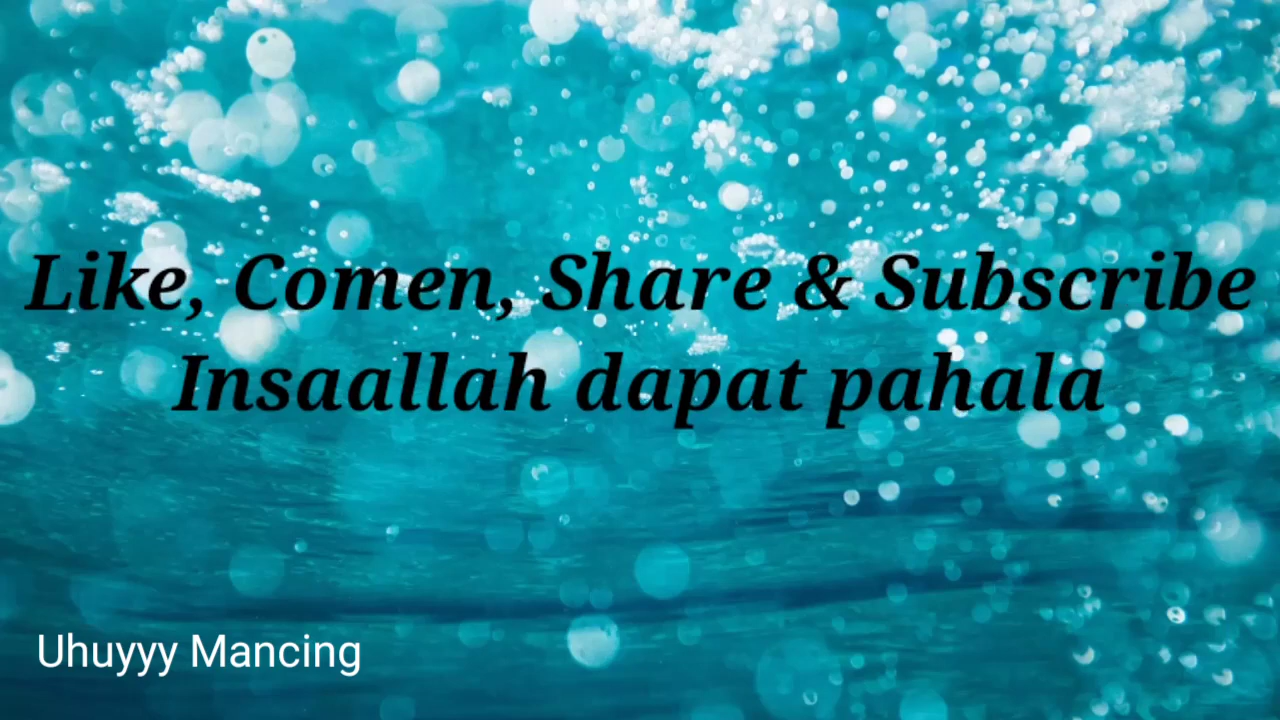 Like, Comen, Share & Subscribe
Insaallah dapat pahala
Uhuyyy Mancing